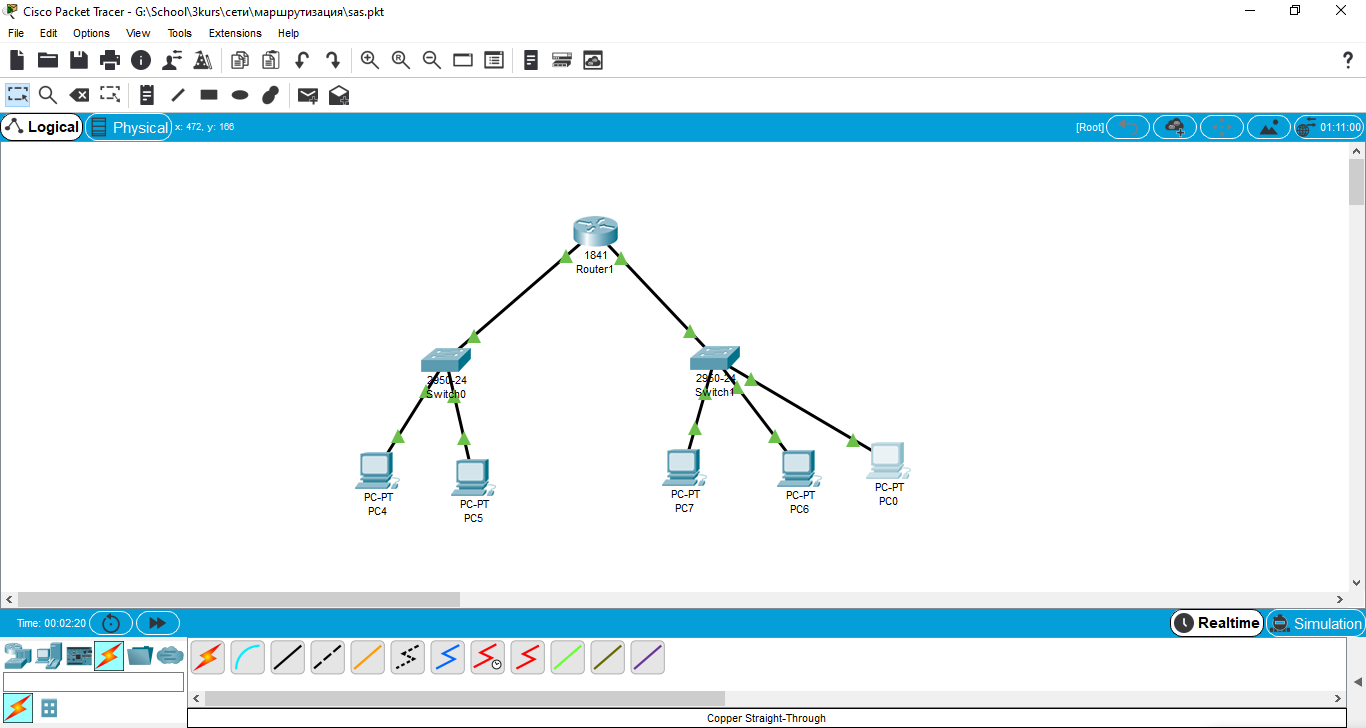 Cisco Packet Tracer - G:\School\3kurs\сети\маршрутизация\sas.pkt
File Edit Options View Tools Extensions Help
Logical Physical x: 472, y: 166 [Root] 01:11:00
1841
Router1
2950-24
Switch0
2950-24
Switch1
PC-PT
PC4
PC-PT
PC5
PC-PT
PC7
PC-PT
PC6
PC-PT
PC0
Time: 00:02:20 Realtime Simulation
Copper Straight-Through